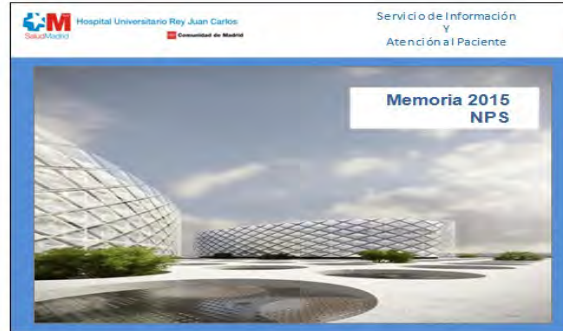 SaludMadrid
Hospital Universitario Rey Juan Carlos
Comunidad de Madrid
Servicio de Información
Y
Atención al Paciente
Memoria 2015
NPS